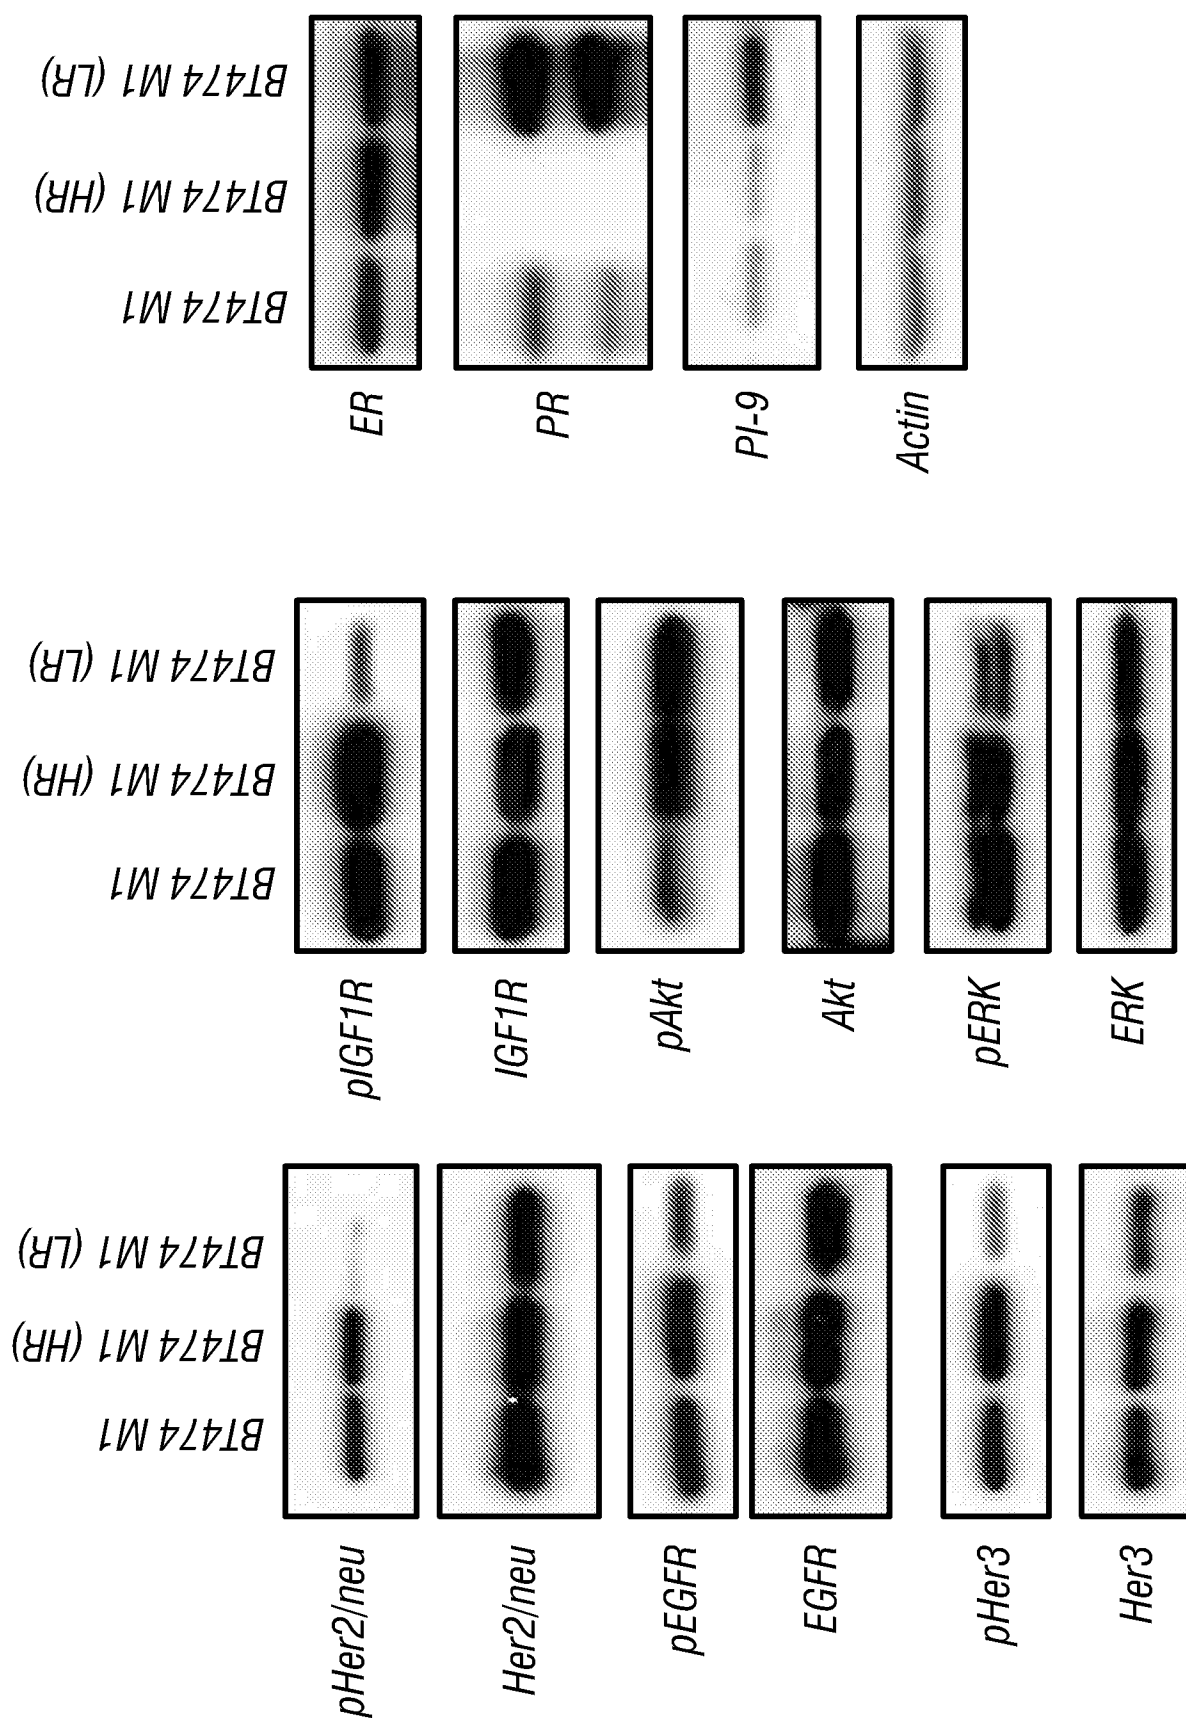 BT474 M1
BT474 M1 (HR)
BT474 M1 (LR)
pHer2/neu
Her2/neu
pEGFR
EGFR
pHer3
Her3
BT474 M1
BT474 M1 (HR)
BT474 M1 (LR)
pIGF1R
IGF1R
pAkt
Akt
pERK
ERK
BT474 M1
BT474 M1 (HR)
BT474 M1 (LR)
ER
PR
PI-9
Actin